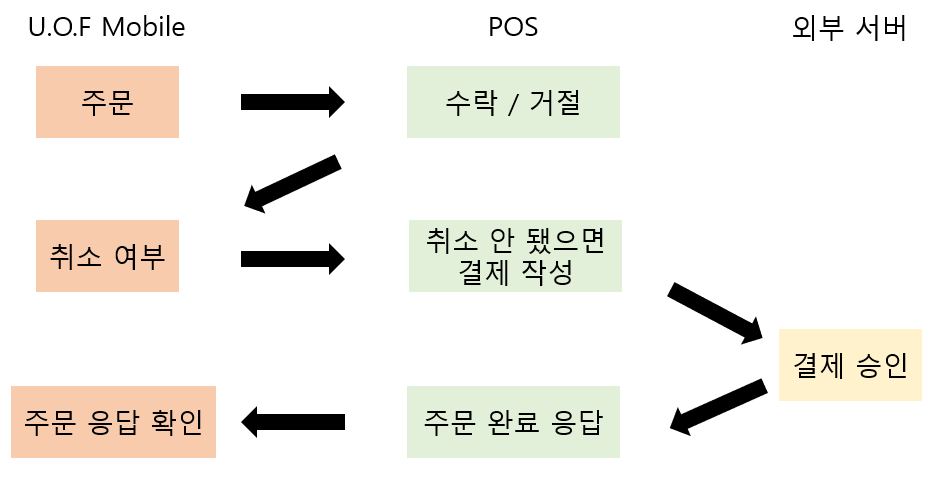 U.O.F Mobile
POS
외부 서버
주문
수락 / 거절
취소 여부
취소 안 됐으면
결제 작성
결제 승인
주문 응답 확인
주문 완료 응답